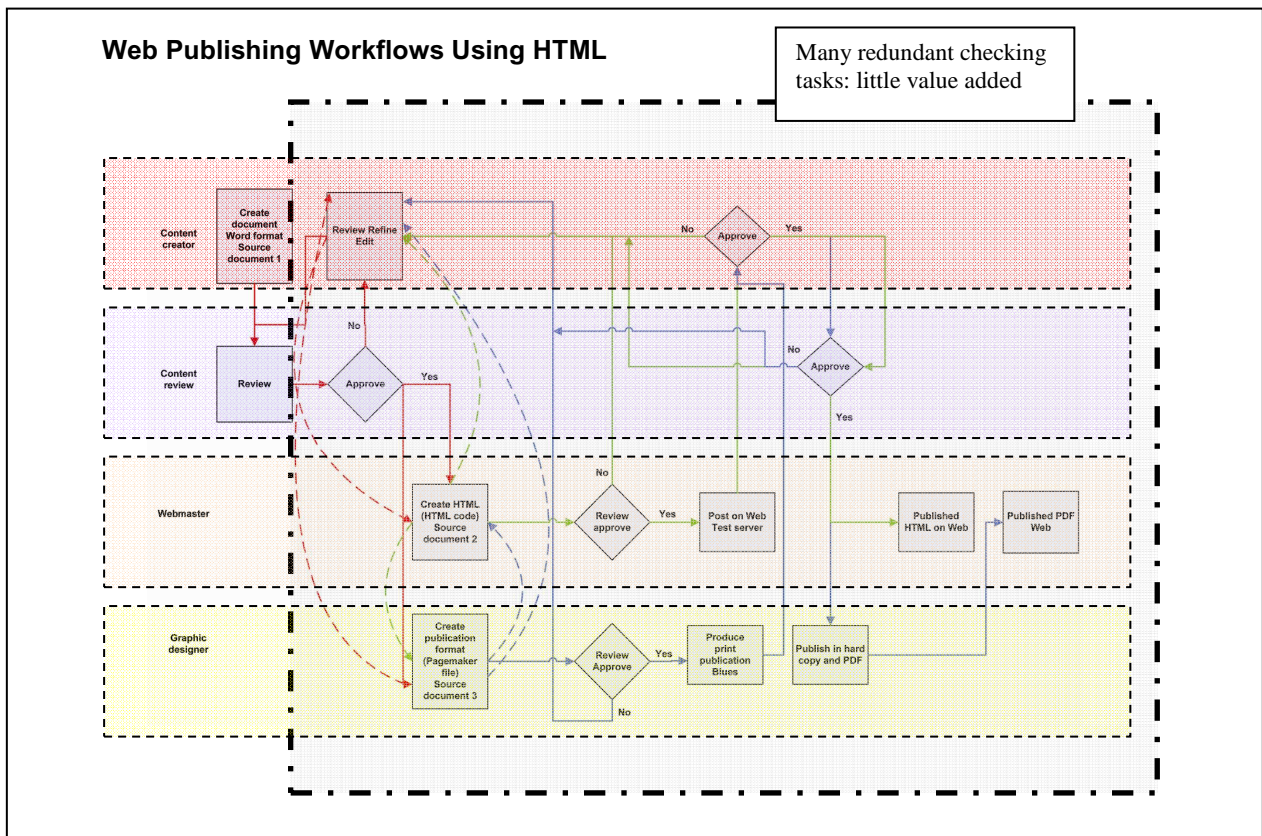 Web Publishing Workflows Using HTML
Many redundant checking
tasks: little value added
Content
creator
Create
document
Word format
Source
document 1
Review Refine
Edit
No
Approve
Yes
Content
review
Review
No
Approve
Yes
No
Approve
Yes
Webmaster
Create HTML
(HTML code)
Source
document 2
No
Review
approve
Yes
Post on Web
Test server
Published
HTML on Web
Published PDF
Web
Graphic
designer
Create
publication
format
(Pagemaker
file)
Source
document 3
Review
Approve
Yes
No
Produce
print
publication
Blues
Publish in hard
copy and PDF